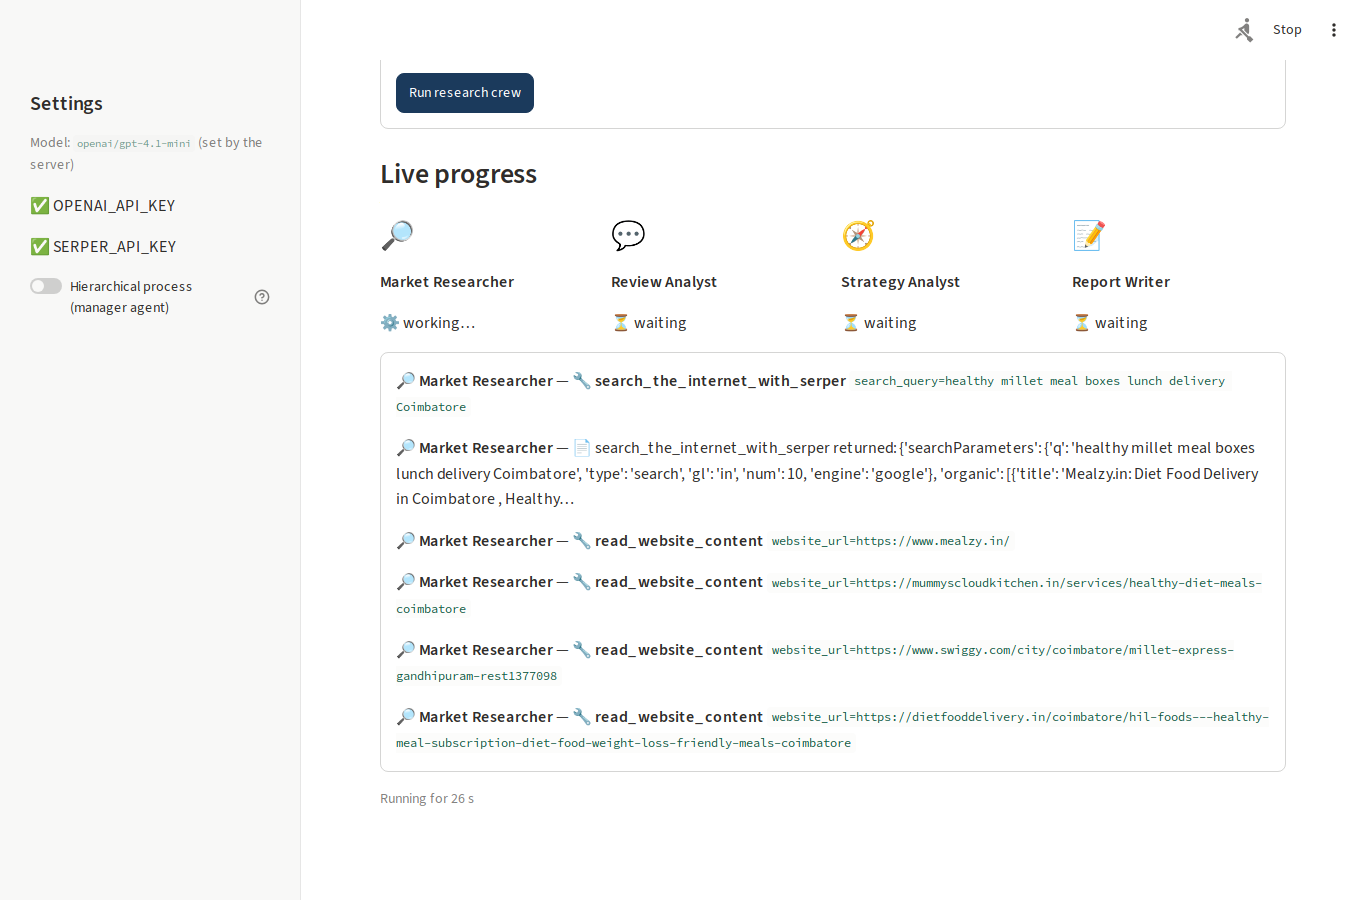 Stop
Settings
Model: openai/gpt-4.1-mini (set by the
server)
✅ OPENAI_API_KEY
✅ SERPER_API_KEY
Hierarchical process
(manager agent)
Run research crew
Live progress
Market Researcher
Review Analyst
Strategy Analyst
Report Writer
working...
waiting
waiting
waiting
Market Researcher — search_the_internet_with_serper search_query=healthy millet meal boxes lunch delivery
Coimbatore
Market Researcher — search_the_internet_with_serper returned: {'searchParameters': {'q': 'healthy millet meal boxes
lunch delivery Coimbatore', 'type': 'search', 'gl': 'in', 'num': 10, 'engine': 'google'}, 'organic': [{'title': 'Mealzy.in: Diet Food Delivery
in Coimbatore , Healthy...
Market Researcher — read_website_content website_url=https://www.mealzy.in/
Market Researcher — read_website_content website_url=https://mummyscloudkitchen.in/services/healthy-diet-meals-
coimbatore
Market Researcher — read_website_content website_url=https://www.swiggy.com/city/coimbatore/millet-express-
gandhipuram-rest1377098
Market Researcher — read_website_content website_url=https://dietfooddelivery.in/coimbatore/hil-foods---healthy-
meal-subscription-diet-food-weight-loss-friendly-meals-coimbatore
Running for 26 s